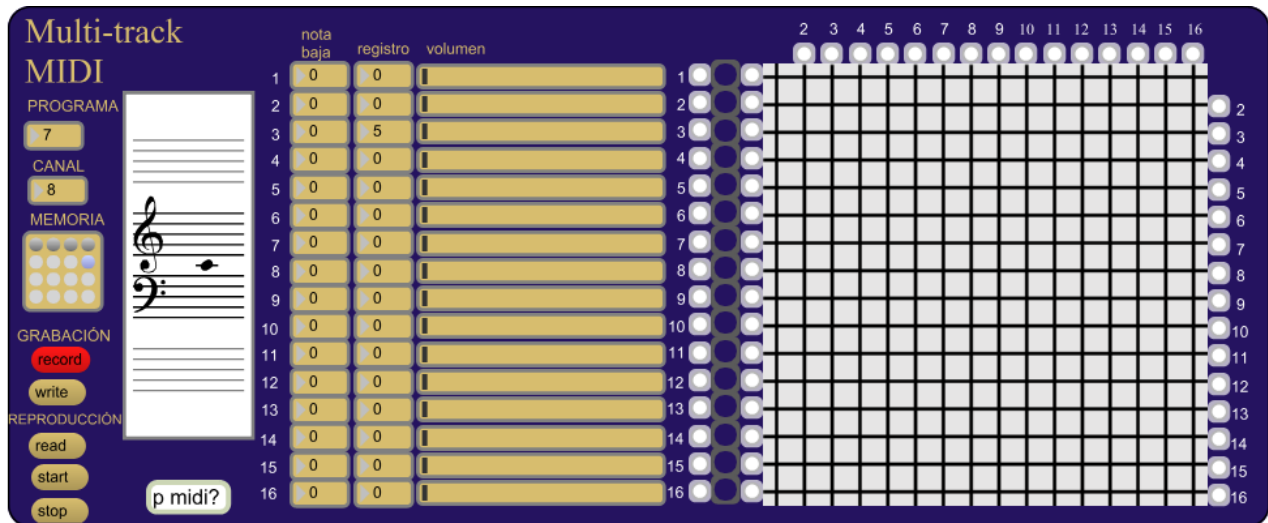 Multi-track
MIDI
PROGRAMA
7
CANAL
8
MEMORIA
GRABACIÓN
record
write
REPRODUCCIÓN
read
start
stop
p midi?
nota
baja registro volumen
1 0 0 1
2 0 0 2
3 0 5 3
4 0 0 4
5 0 0 5
6 0 0 6
7 0 0 7
8 0 0 8
9 0 0 9
10 0 0 10
11 0 0 11
12 0 0 12
13 0 0 13
14 0 0 14
15 0 0 15
16 0 0 16
2 3 4 5 6 7 8 9 10 11 12 13 14 15 16
2
3
4
5
6
7
8
9
10
11
12
13
14
15
16